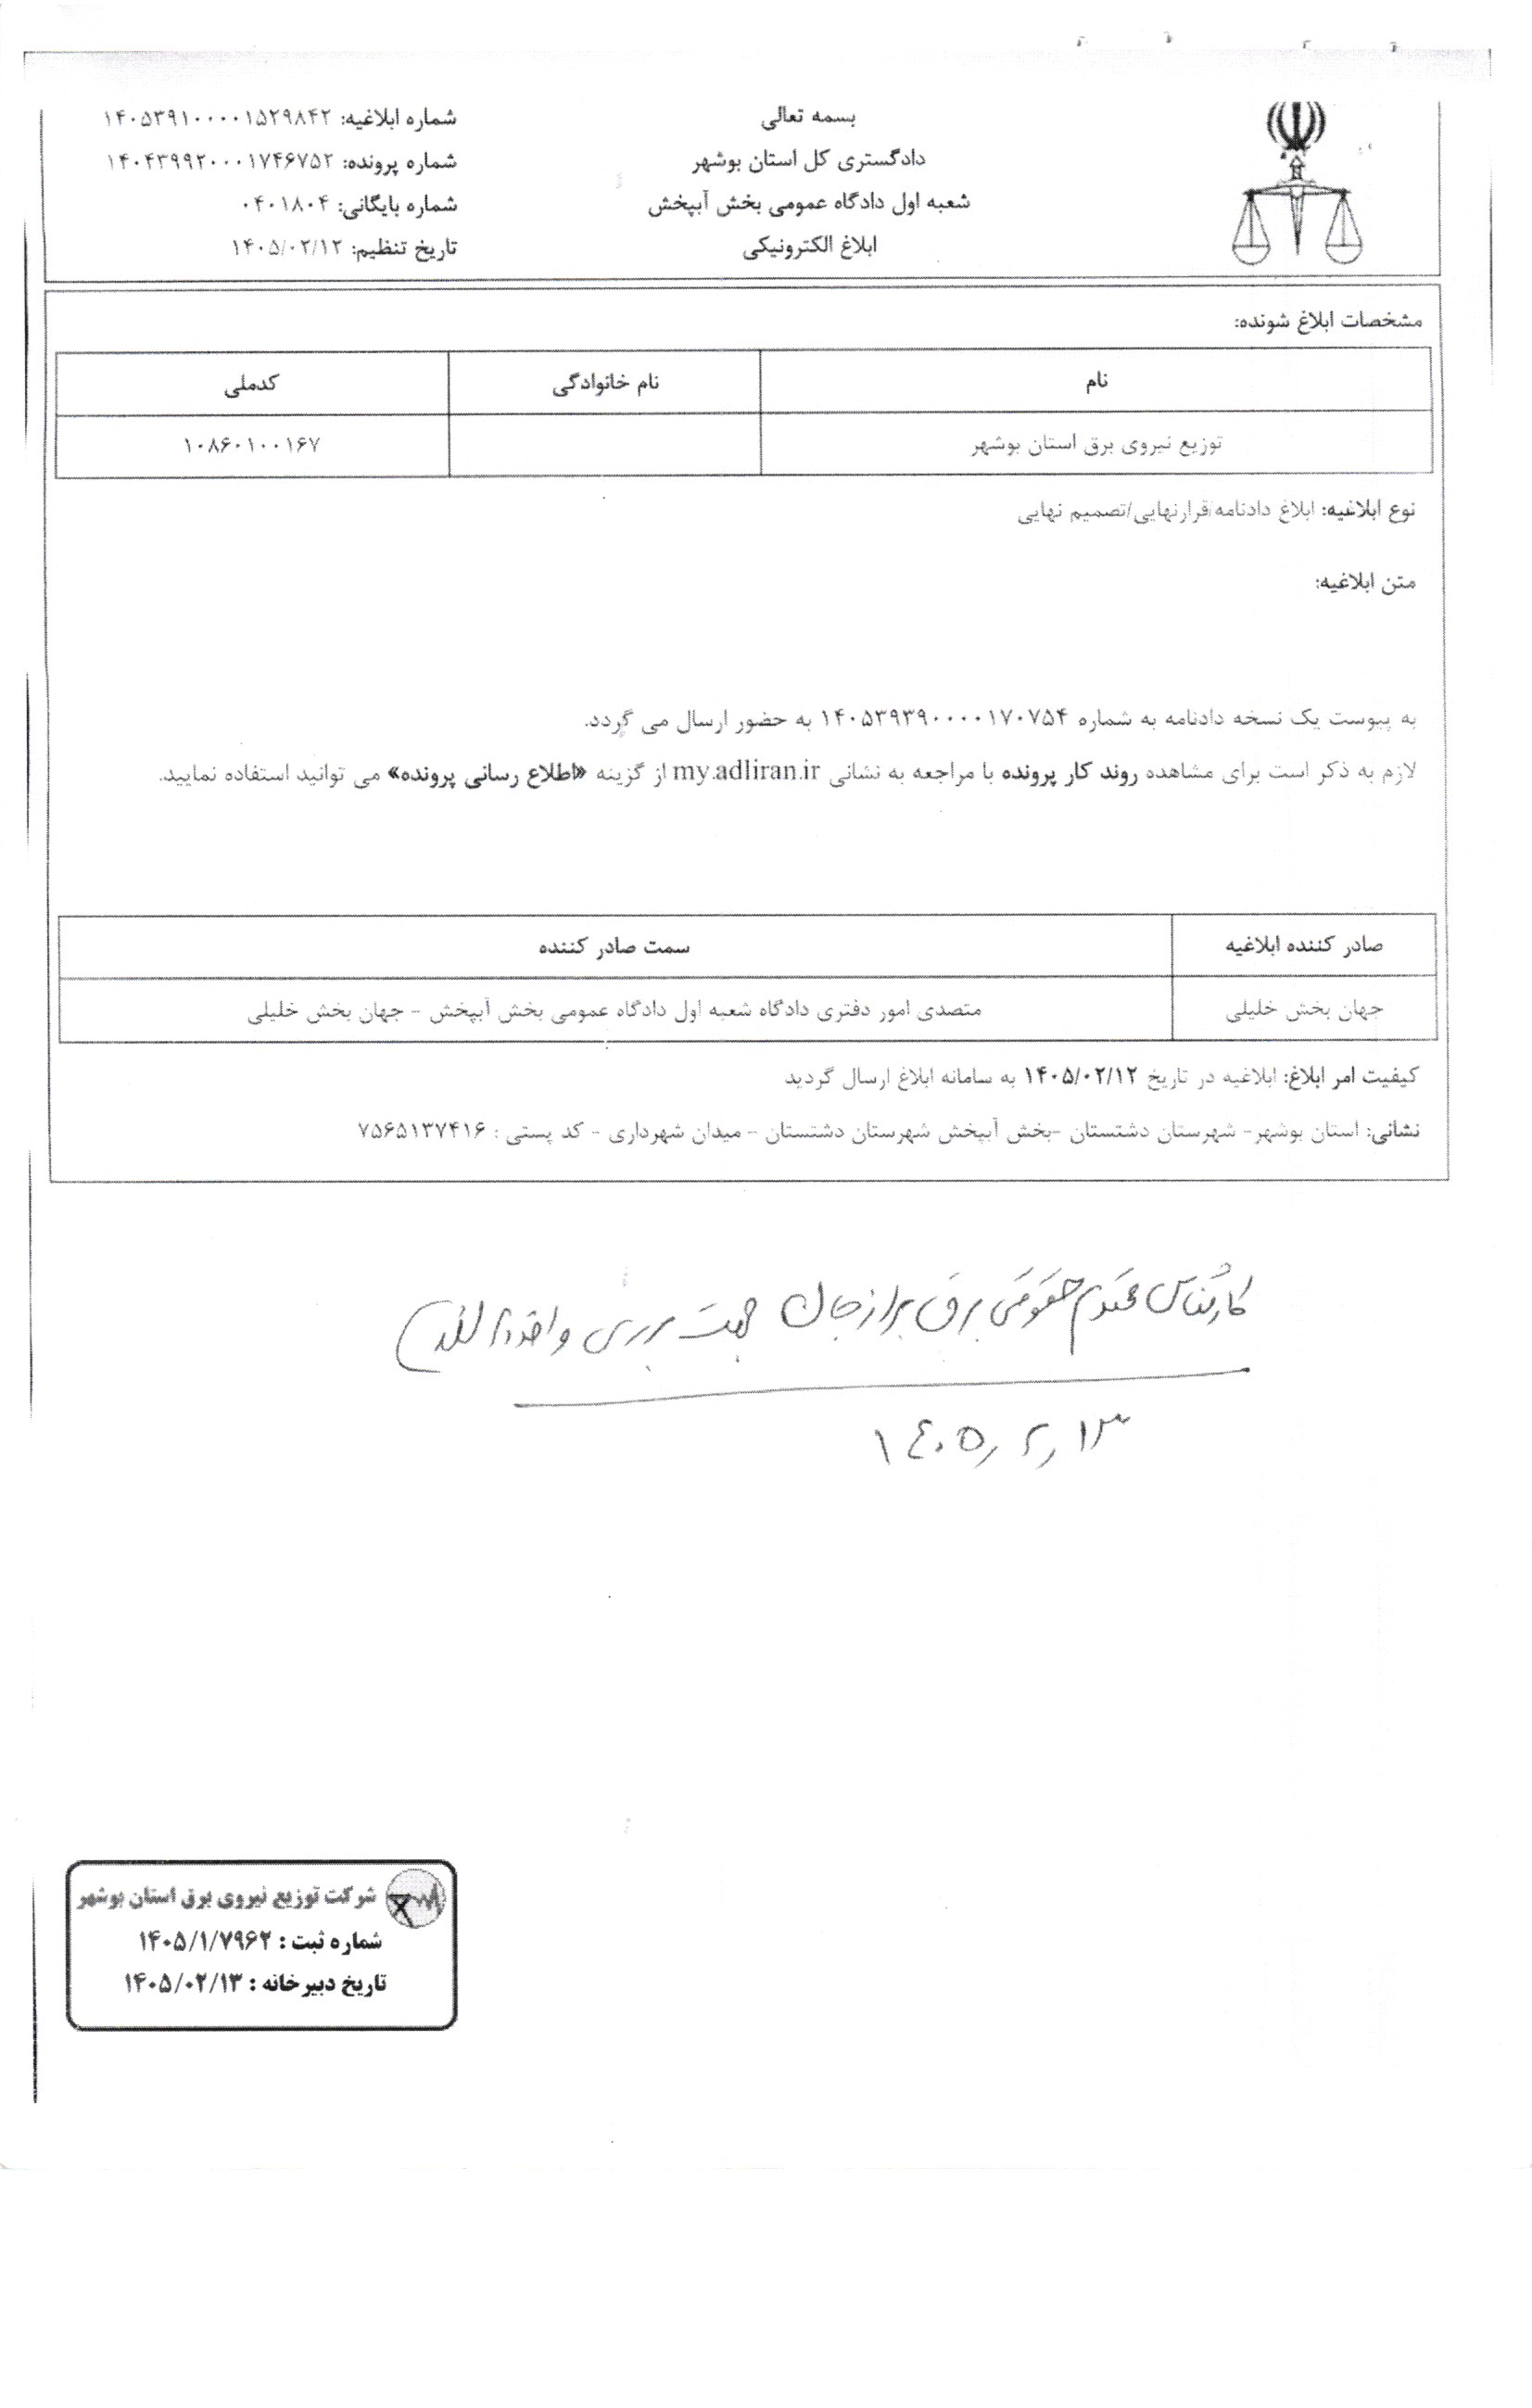 بسمه تعالی
دادگستری کل استان بوشهر
شعبه اول دادگاه عمومی بخش آبپخش
ابلاغ الکترونیکی
شماره ابلاغیه: ۱۴۰۵۳۹۱۰۰۰۰۱۵۲۹۸۴۲
شماره پرونده: ۱۴۰۴۳۹۹۲۰۰۰۱۷۴۶۷۵۲
شماره بایگانی: ۰۴۰۱۸۰۴
تاریخ تنظیم: ۱۴۰۵/۰۲/۱۲
مشخصات ابلاغ شونده:
نام نام خانوادگی کدملی
توزیع نیروی برق استان بوشهر ۱۰۸۶۰۱۰۰۱۶۷
نوع ابلاغیه: ابلاغ دادنامه/قرارنهایی/تصمیم نهایی
متن ابلاغیه:
به پیوست یک نسخه دادنامه به شماره ۱۴۰۵۳۹۳۹۰۰۰۰۱۷۰۷۵۴ به حضور ارسال می گردد.
لازم به ذکر است برای مشاهده روند کار پرونده با مراجعه به نشانی my.adliran.ir از گزینه «اطلاع رسانی پرونده» می توانید استفاده نمایید.
صادر کننده ابلاغیه سمت صادر کننده
جهان بخش خلیلی متصدی امور دفتری دادگاه شعبه اول دادگاه عمومی بخش آبپخش - جهان بخش خلیلی
کیفیت امر ابلاغ: ابلاغیه در تاریخ ۱۴۰۵/۰۲/۱۲ به سامانه ابلاغ ارسال گردید
نشانی: استان بوشهر- شهرستان دشتستان -بخش آبپخش شهرستان دشتستان - میدان شهرداری - کد پستی : ۷۵۶۵۱۳۷۴۱۶
کارشناس محترم حقوقی برق برازجان جهت بررسی و اقدام لازم
۱۴۰۵٫۲٫۱۳
شرکت توزیع نیروی برق استان بوشهر
شماره ثبت : ۱۴۰۵/۱/۷۹۶۲
تاریخ دبیرخانه : ۱۴۰۵/۰۲/۱۳